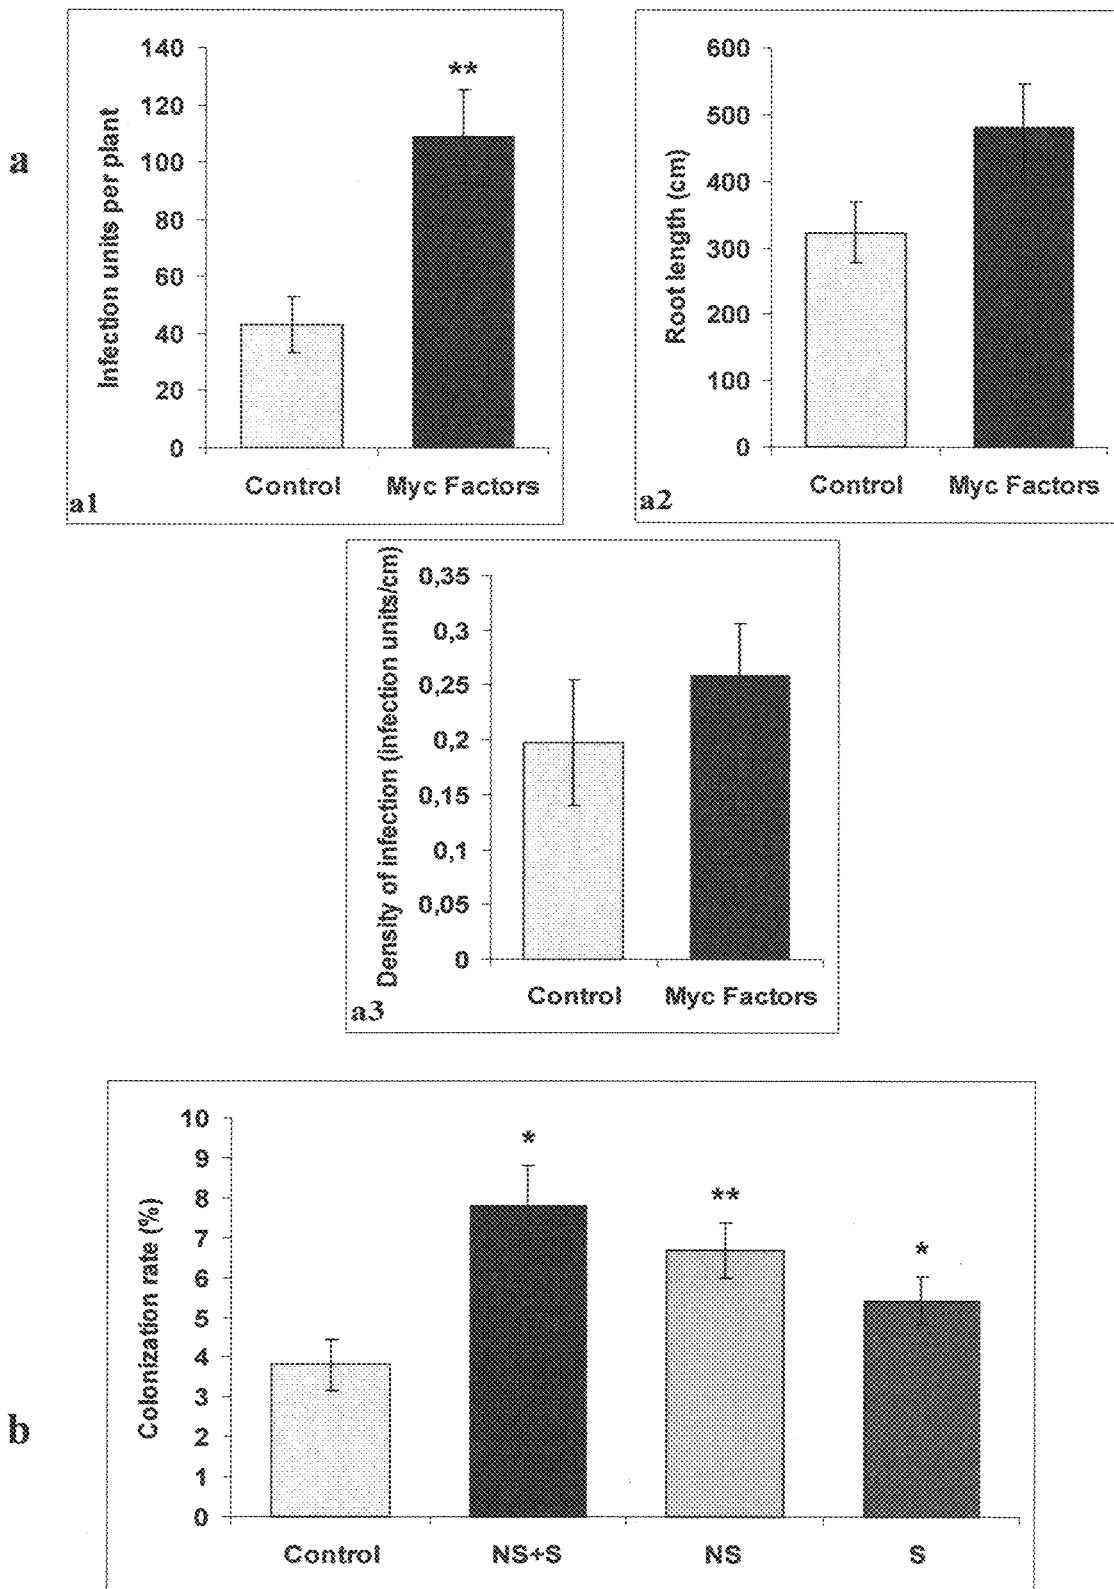 a
Infection units per plant
140
120
100
80
60
40
20
0
**
Control Myc Factors
a1
Root length (cm)
600
500
400
300
200
100
0
Control Myc Factors
a2
Density of infection (infection units/cm)
0,35
0,3
0,25
0,2
0,15
0,1
0,05
0
Control Myc Factors
a3
b
Colonization rate (%)
10
9
8
7
6
5
4
3
2
1
0
*
**
*
Control NS+S NS S